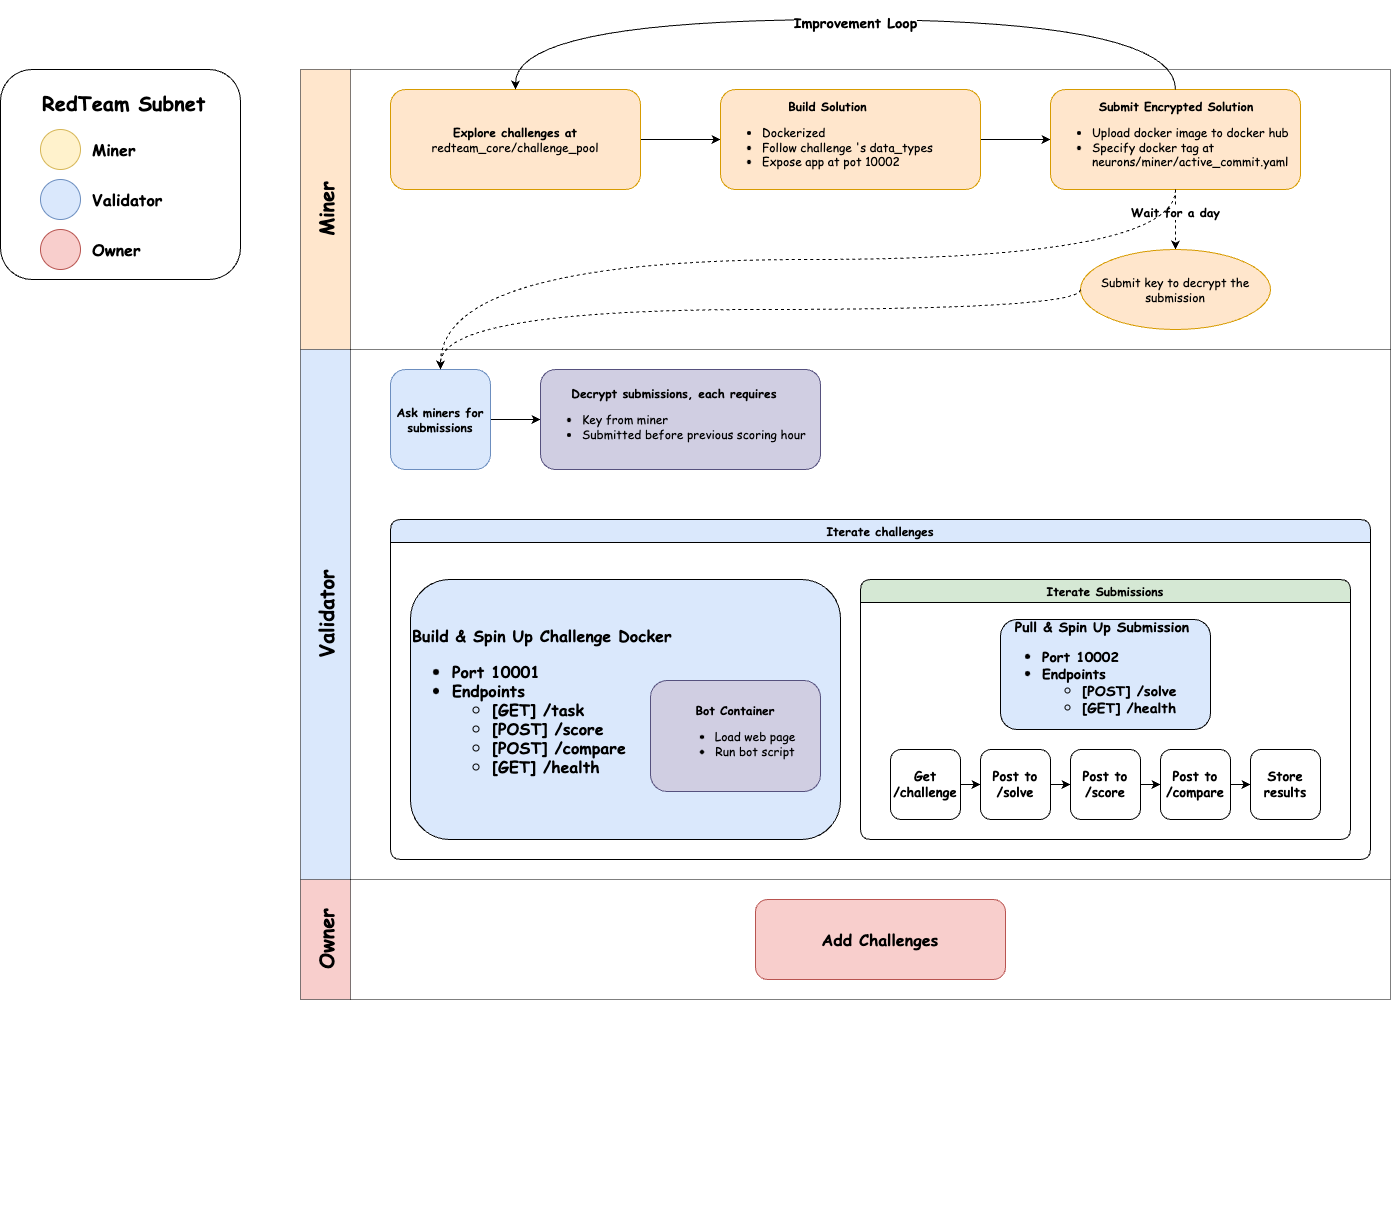 Improvement Loop
RedTeam Subnet
Miner
Validator
Owner
Miner
Explore challenges at
redteam_core/challenge_pool
Build Solution
• Dockerized
• Follow challenge 's data_types
• Expose app at pot 10002
Submit Encrypted Solution
• Upload docker image to docker hub
• Specify docker tag at
neurons/miner/active_commit.yaml
Wait for a day
Submit key to decrypt the
submission
Validator
Ask miners for
submissions
Decrypt submissions, each requires
• Key from miner
• Submitted before previous scoring hour
Iterate challenges
Build & Spin Up Challenge Docker
• Port 10001
• Endpoints
○ [GET] /task
○ [POST] /score
○ [POST] /compare
○ [GET] /health
Bot Container
• Load web page
• Run bot script
Iterate Submissions
Pull & Spin Up Submission
• Port 10002
• Endpoints
○ [POST] /solve
○ [GET] /health
Get
/challenge
Post to
/solve
Post to
/score
Post to
/compare
Store
results
Owner
Add Challenges